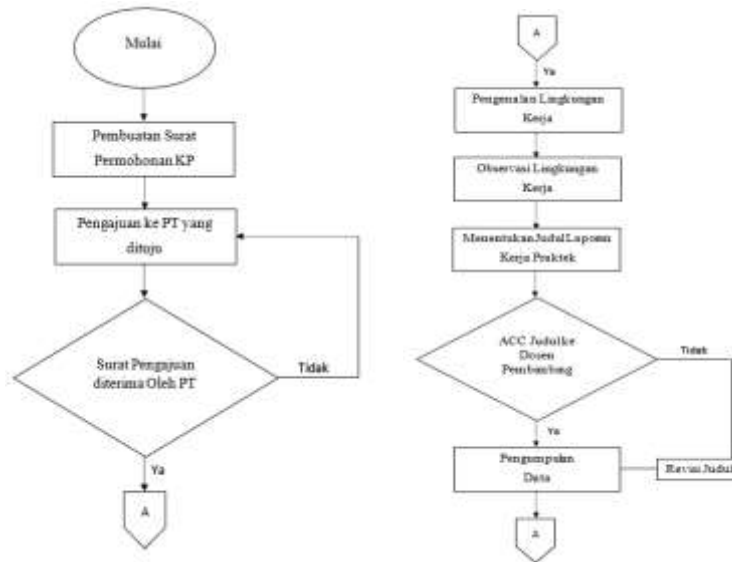 Mulai
Pembuatan Surat
Permohonan KP
Pengajuan ke PT yang
dituju
Surat Pengajuan
diterima Oleh PT
Tidak
Ya
A
A
Ya
Pengenalan Lingkungan
Kerja
Observasi Lingkungan
Kerja
Menentukan Judul Laporan
Kerja Praktek
ACC Judul ke
Dosen
Pembimbing
Tidak
Ya
Pengumpulan
Data
Revisi Judul
A